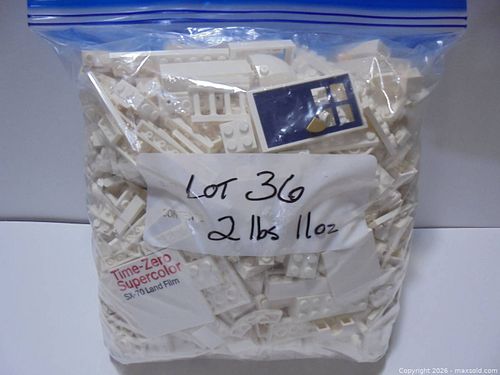 LOT 36
2 lbs 11oz
Time-Zero
Supercolor
SX-70 Land Film
Copyright 2026 - maxsold.com